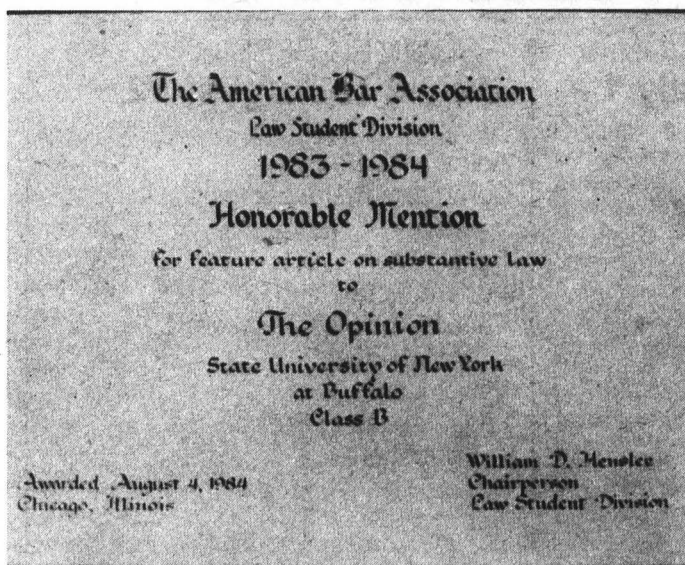 The American Bar Association
Law Student Division
1983 - 1984
Honorable Mention
for feature article on substantive law
to
The Opinion
State University of New York
at Buffalo
Class B
Awarded August 4, 1984
Chicago, Illinois
William D. Hensler
Chairperson
Law Student Division